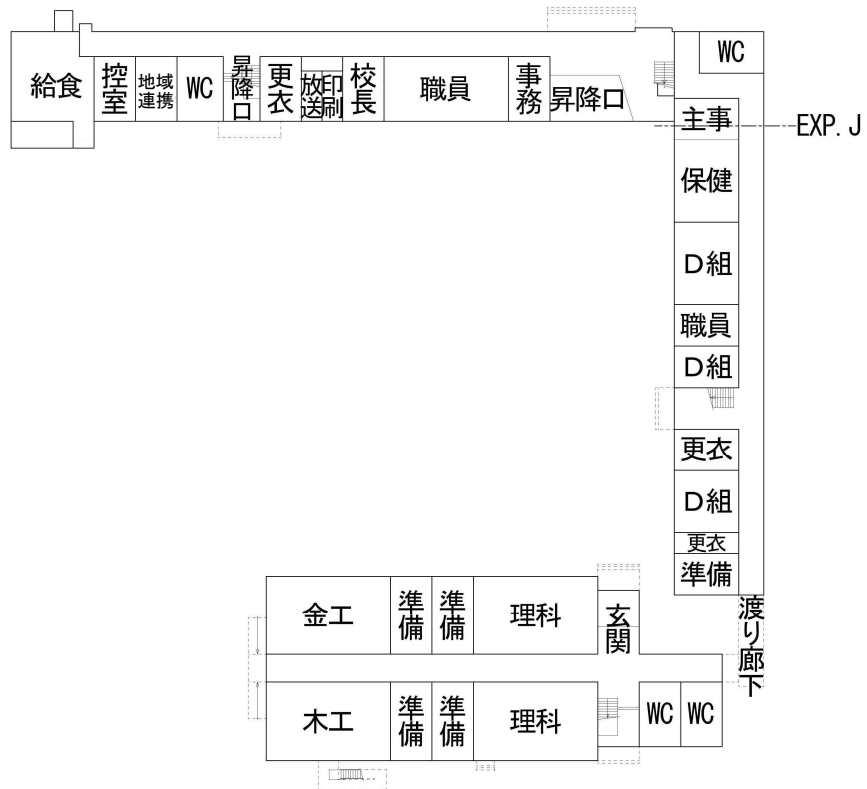 給食
控室
地域
連携
WC
昇降口
更衣
放送
印刷
校長
職員
事務
昇降口
WC
主事
EXP. J
保健
D組
職員
D組
更衣
D組
更衣
準備
渡り廊下
金工
準備
準備
理科
玄関
木工
準備
準備
理科
WC
WC